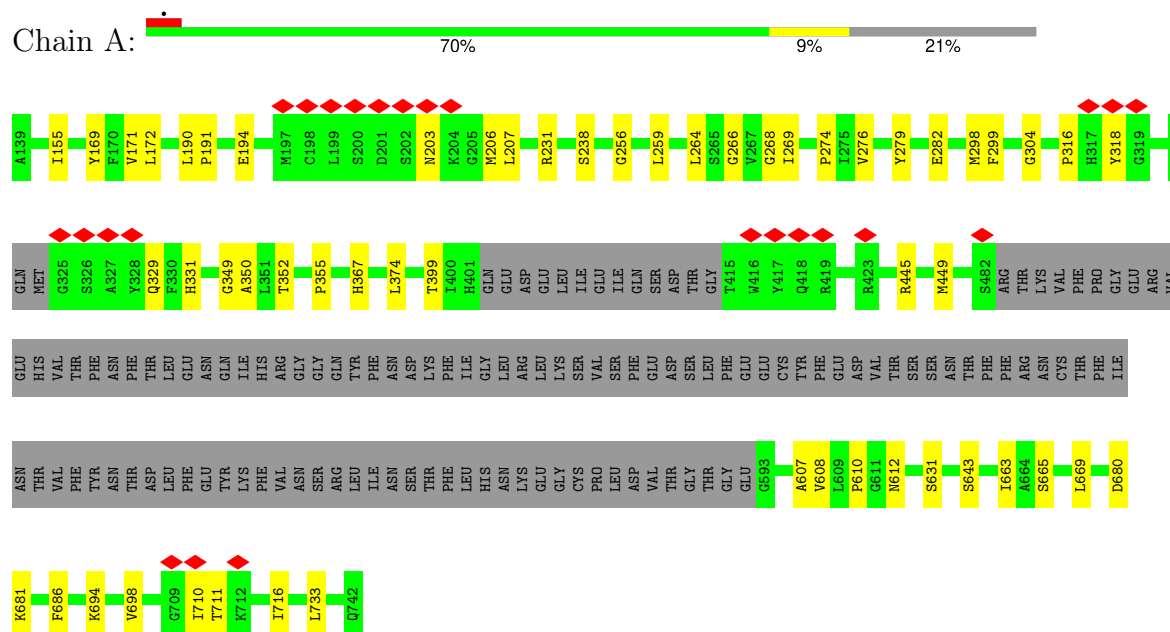 Chain A:
•
70% 9% 21%
A139 I155 Y169 F170 V171 L172 L190 P191 E194 M197 C198 L199 S200 D201 S202 N203 K204 G205 M206 L207 R231 S238 G256 L259 L264 S265 G266 V267 G268 I269 P274 I275 V276 Y279 E282 M298 F299 G304 P316 H317 Y318 G319
GLN MET G325 S326 A327 Y328 Q329 F330 H331 G349 A350 L351 T352 P355 H367 L374 T399 I400 H401 GLN GLU ASP GLU LEU ILE GLU ILE GLN SER ASP THR GLY T415 W416 Y417 Q418 R419 R423 R445 M449 S482 ARG THR LYS VAL PHE PRO GLY GLU ARG VAL
GLU HIS VAL THR PHE ASN PHE THR LEU GLU ASN GLN ILE HIS ARG GLY GLY GLN TYR PHE ASN ASP LYS PHE ILE GLY LEU ARG LEU LYS SER VAL SER PHE GLU ASP SER LEU PHE GLU GLU CYS TYR PHE GLU ASP VAL THR SER SER ASN THR PHE PHE ARG ASN CYS THR PHE ILE
ASN THR VAL PHE TYR ASN THR ASP LEU PHE GLU TYR LYS PHE VAL ASN SER ARG LEU ILE ASN SER THR PHE LEU HIS ASN LYS GLU GLY CYS PRO LEU ASP VAL THR GLY THR GLY GLU G593 A607 V608 L609 P610 G611 N612 S631 S643 I663 A664 S665 L669 D680
K681 F686 K694 V698 G709 I710 T711 K712 I716 L733 Q742